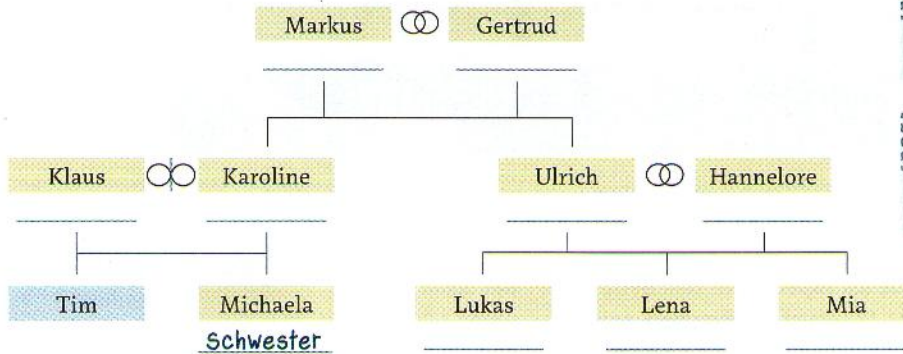 Markus Gertrud
Klaus Karoline Ulrich Hannelore
Tim Michaela Lukas Lena Mia
Schwester